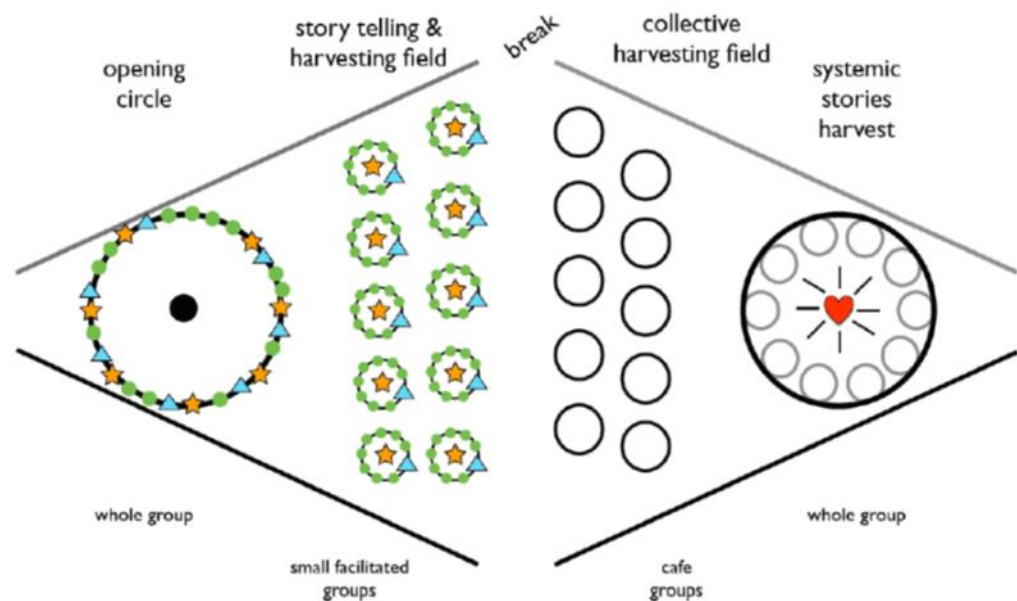 opening
circle
story telling &
harvesting field
break
collective
harvesting field
systemic
stories
harvest
whole group
small facilitated
groups
cafe
groups
whole group